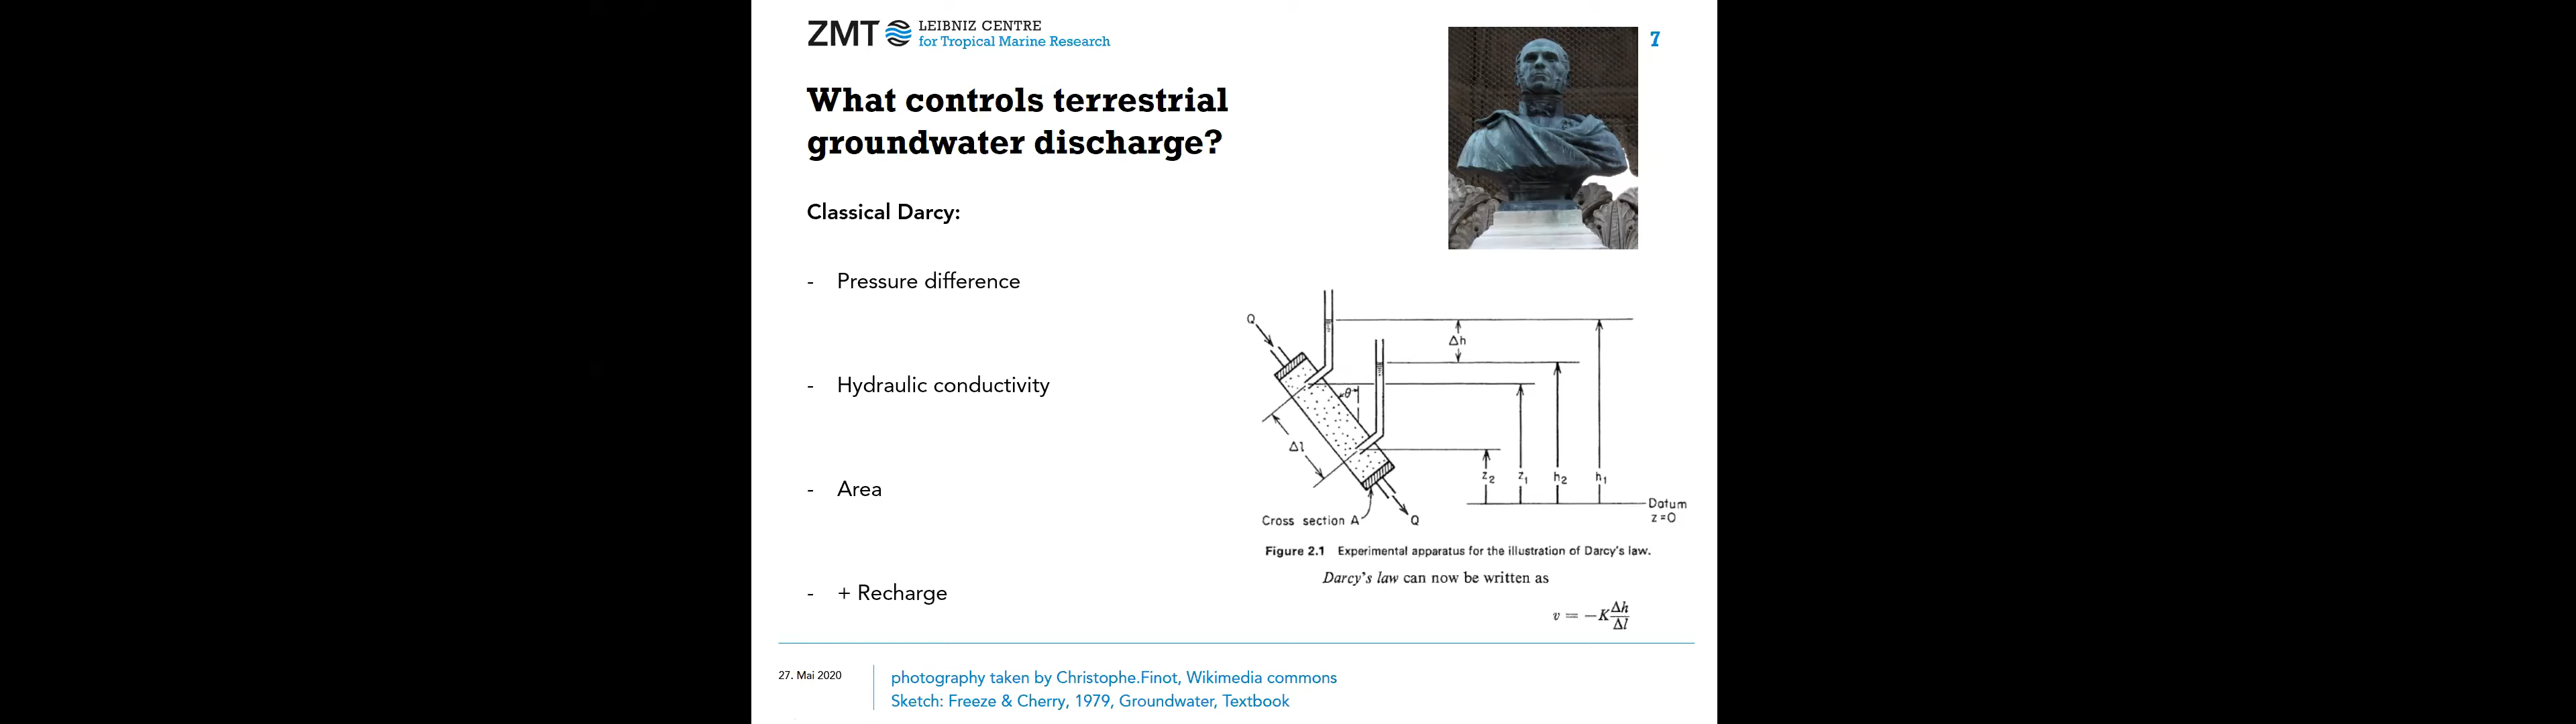 ZMT LEIBNIZ CENTRE
for Tropical Marine Research
7
What controls terrestrial
groundwater discharge?
Classical Darcy:
- Pressure difference
- Hydraulic conductivity
- Area
- + Recharge
Q
Δh
θ
Δl
z₂ z₁ h₂ h₁
Datum
z = 0
Cross section A
Q
Figure 2.1 Experimental apparatus for the illustration of Darcy's law.
Darcy's law can now be written as
v = −K Δh/Δl
27. Mai 2020
photography taken by Christophe.Finot, Wikimedia commons
Sketch: Freeze & Cherry, 1979, Groundwater, Textbook